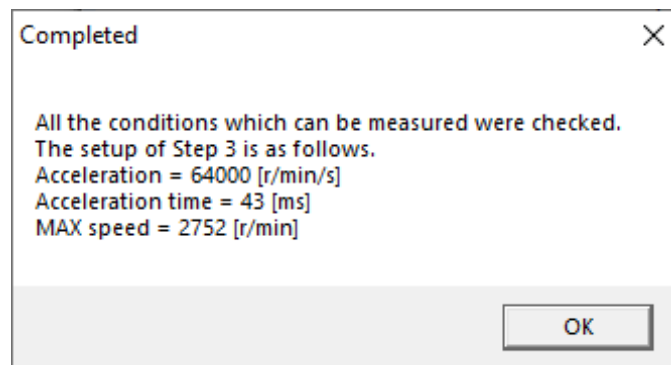 Completed
All the conditions which can be measured were checked.
The setup of Step 3 is as follows.
Acceleration = 64000 [r/min/s]
Acceleration time = 43 [ms]
MAX speed = 2752 [r/min]
OK